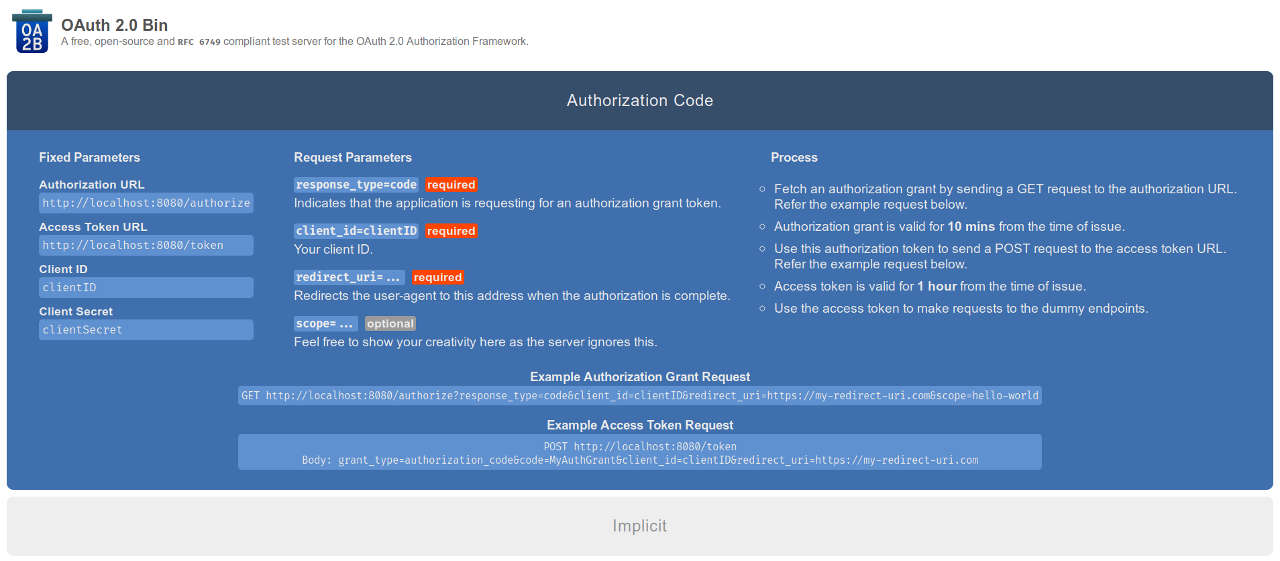 OA
2B
OAuth 2.0 Bin
A free, open-source and RFC 6749 compliant test server for the OAuth 2.0 Authorization Framework.
Authorization Code
Fixed Parameters
Authorization URL
http://localhost:8080/authorize
Access Token URL
http://localhost:8080/token
Client ID
clientID
Client Secret
clientSecret
Request Parameters
response_type=code required
Indicates that the application is requesting for an authorization grant token.
client_id=clientID required
Your client ID.
redirect_uri=... required
Redirects the user-agent to this address when the authorization is complete.
scope=... optional
Feel free to show your creativity here as the server ignores this.
Process
Fetch an authorization grant by sending a GET request to the authorization URL.
Refer the example request below.
Authorization grant is valid for 10 mins from the time of issue.
Use this authorization token to send a POST request to the access token URL.
Refer the example request below.
Access token is valid for 1 hour from the time of issue.
Use the access token to make requests to the dummy endpoints.
Example Authorization Grant Request
GET http://localhost:8080/authorize?response_type=code&client_id=clientID&redirect_uri=https://my-redirect-uri.com&scope=hello-world
Example Access Token Request
POST http://localhost:8080/token
Body: grant_type=authorization_code&code=MyAuthGrant&client_id=clientID&redirect_uri=https://my-redirect-uri.com
Implicit